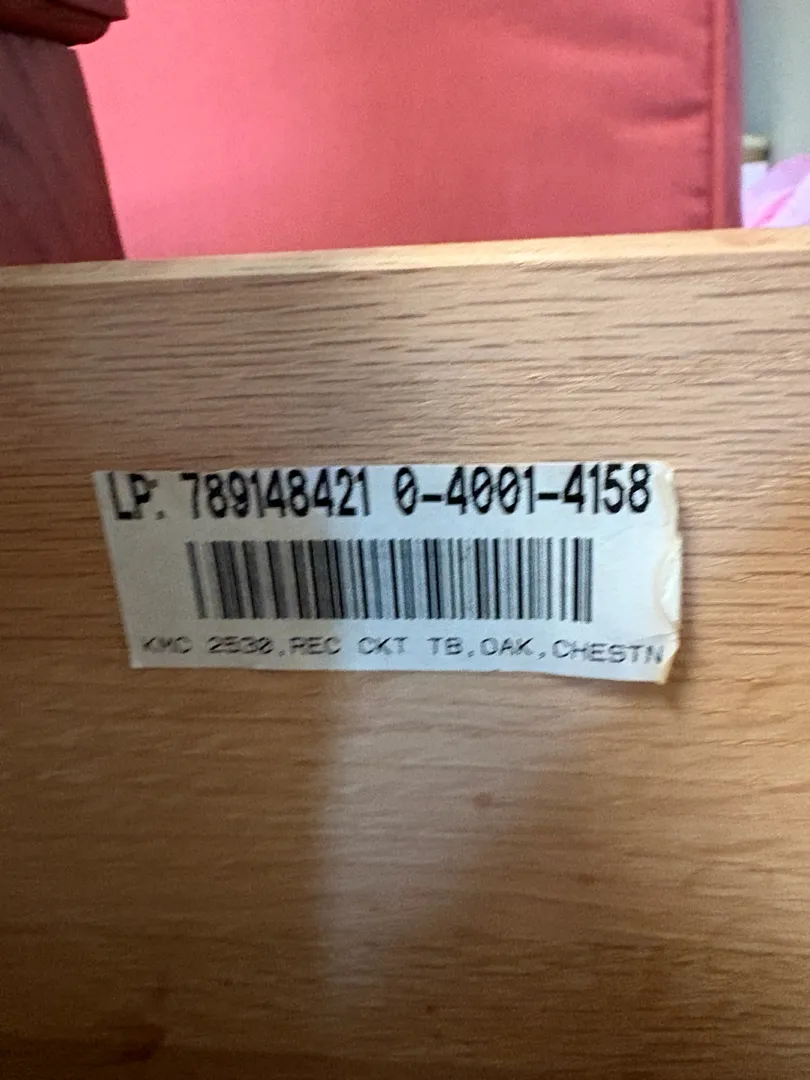 LP. 789148421 0-4001-4158
KMC 2530,REC CKT TB,OAK,CHESTN